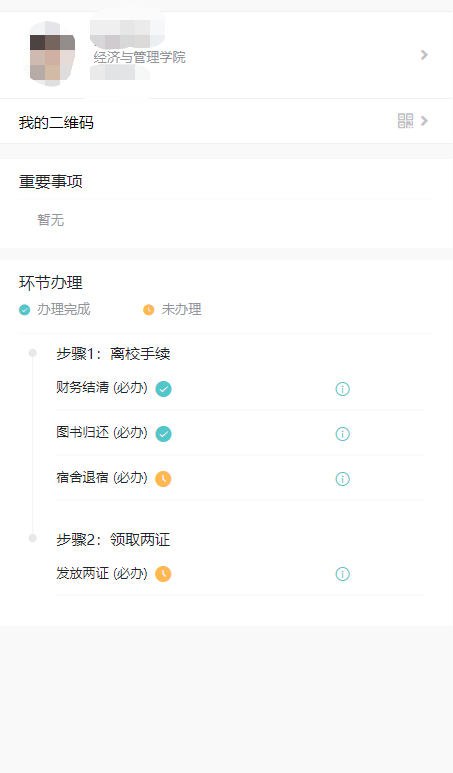 经济与管理学院
我的二维码
重要事项
暂无
环节办理
办理完成 未办理
步骤1：离校手续
财务结清 (必办)
图书归还 (必办)
宿舍退宿 (必办)
步骤2：领取两证
发放两证 (必办)